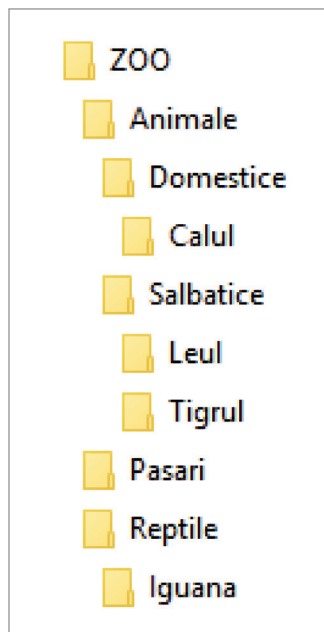 ZOO
Animale
Domestice
Calul
Salbatice
Leul
Tigrul
Pasari
Reptile
Iguana